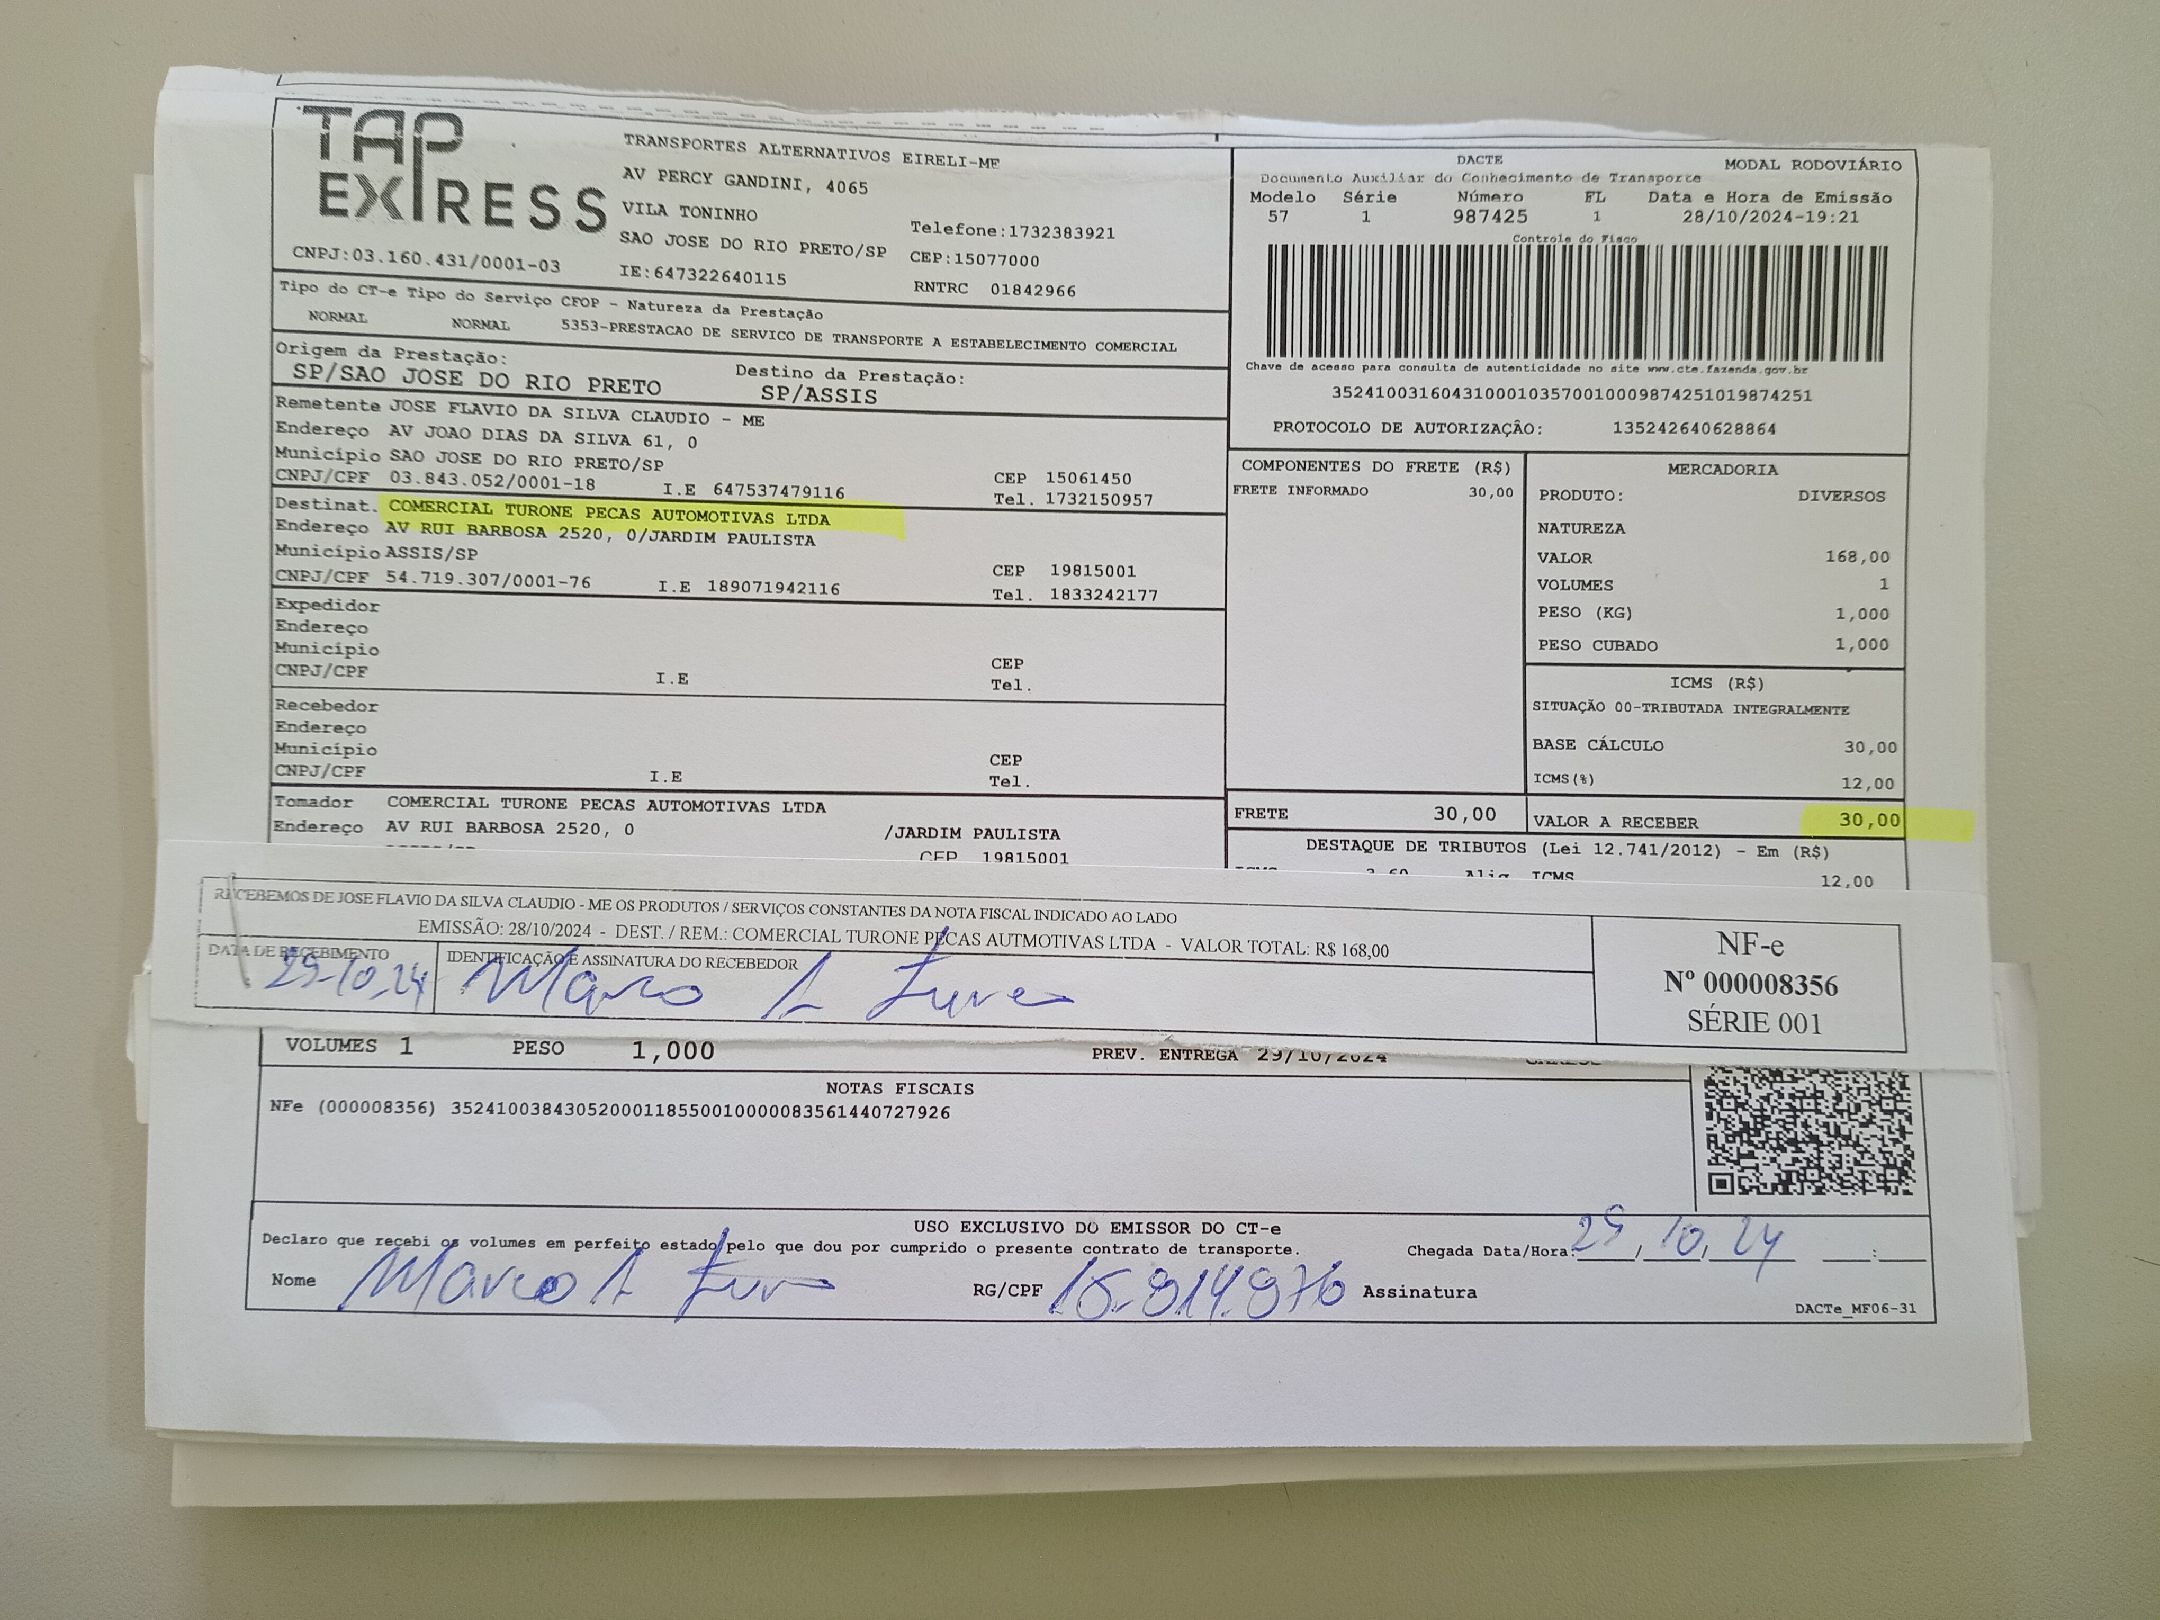 TAP EXPRESS
TRANSPORTES ALTERNATIVOS EIRELI-ME
AV PERCY GANDINI, 4065
VILA TONINHO
SAO JOSE DO RIO PRETO/SP
IE:647322640115
Telefone:1732383921
CEP:15077000
RNTRC 01842966
CNPJ:03.160.431/0001-03
Tipo do CT-e Tipo do Serviço CFOP - Natureza da Prestação
NORMAL NORMAL 5353-PRESTACAO DE SERVICO DE TRANSPORTE A ESTABELECIMENTO COMERCIAL
Origem da Prestação:
SP/SAO JOSE DO RIO PRETO
Destino da Prestação:
SP/ASSIS
Remetente JOSE FLAVIO DA SILVA CLAUDIO - ME
Endereço AV JOAO DIAS DA SILVA 61, 0
Município SAO JOSE DO RIO PRETO/SP
CEP 15061450
CNPJ/CPF 03.843.052/0001-18 I.E 647537479116 Tel. 1732150957
Destinat. COMERCIAL TURONE PECAS AUTOMOTIVAS LTDA
Endereço AV RUI BARBOSA 2520, 0/JARDIM PAULISTA
Município ASSIS/SP
CEP 19815001
CNPJ/CPF 54.719.307/0001-76 I.E 189071942116 Tel. 1833242177
Expedidor
Endereço
Município CEP
CNPJ/CPF I.E Tel.
Recebedor
Endereço
Município CEP
CNPJ/CPF I.E Tel.
Tomador COMERCIAL TURONE PECAS AUTOMOTIVAS LTDA
Endereço AV RUI BARBOSA 2520, 0 /JARDIM PAULISTA
CEP 19815001
DACTE MODAL RODOVIÁRIO
Documento Auxiliar do Conhecimento de Transporte
Modelo Série Número FL Data e Hora de Emissão
57 1 987425 1 28/10/2024-19:21
Controle do Fisco
Chave de acesso para consulta de autenticidade no site www.cte.fazenda.gov.br
35241003160431000103570010009874251019874251
PROTOCOLO DE AUTORIZAÇÃO: 135242640628864
COMPONENTES DO FRETE (R$)
FRETE INFORMADO 30,00
MERCADORIA
PRODUTO: DIVERSOS
NATUREZA
VALOR 168,00
VOLUMES 1
PESO (KG) 1,000
PESO CUBADO 1,000
ICMS (R$)
SITUAÇÃO 00-TRIBUTADA INTEGRALMENTE
BASE CÁLCULO 30,00
ICMS(%) 12,00
FRETE 30,00 VALOR A RECEBER 30,00
DESTAQUE DE TRIBUTOS (Lei 12.741/2012) - Em (R$)
ICMS 3,60 Aliq ICMS 12,00
RECEBEMOS DE JOSE FLAVIO DA SILVA CLAUDIO - ME OS PRODUTOS / SERVIÇOS CONSTANTES DA NOTA FISCAL INDICADO AO LADO
EMISSÃO: 28/10/2024 - DEST. / REM.: COMERCIAL TURONE PECAS AUTMOTIVAS LTDA - VALOR TOTAL: R$ 168,00
DATA DE RECEBIMENTO
29.10.24
IDENTIFICAÇÃO E ASSINATURA DO RECEBEDOR
Marco A
NF-e
Nº 000008356
SÉRIE 001
VOLUMES 1 PESO 1,000 PREV. ENTREGA 29/10/2024
NOTAS FISCAIS
NFe (000008356) 35241003843052000118550010000083561440727926
USO EXCLUSIVO DO EMISSOR DO CT-e
Declaro que recebi os volumes em perfeito estado pelo que dou por cumprido o presente contrato de transporte.
Chegada Data/Hora: 29/10/24 :
Nome Marco A
RG/CPF 15.914.976 Assinatura
DACTe_MF06-31